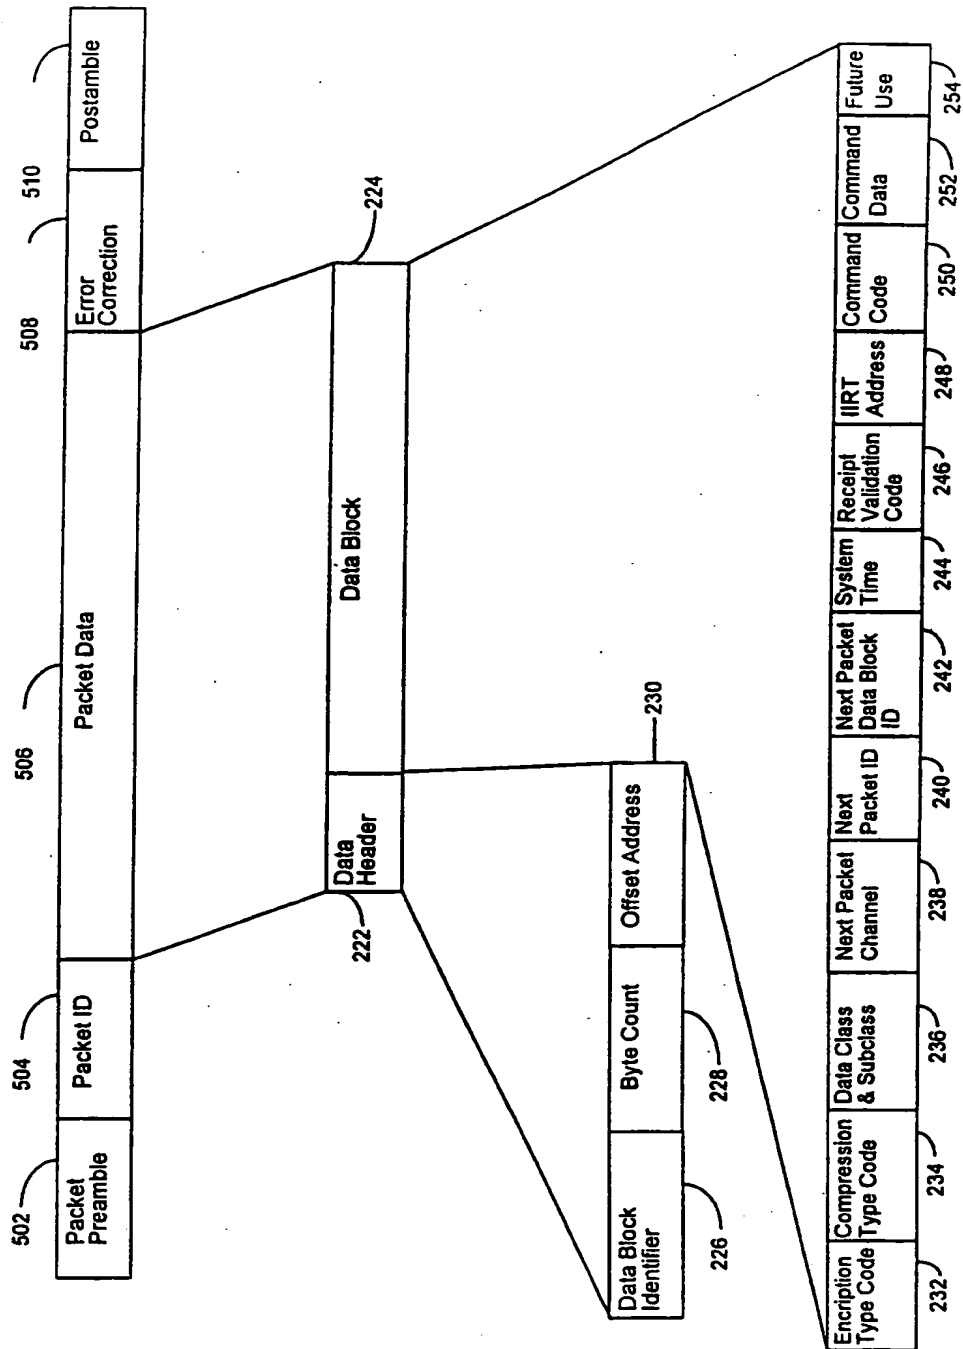 502
504
506
508
510
Packet
Preamble
Packet ID
Packet Data
Error
Correction
Postamble
222
Data
Header
Data Block
224
Data Block
Identifier
Byte Count
Offset Address
226
228
230
Encription
Type Code
Compression
Type Code
Data Class
& Subclass
Next Packet
Channel
Next
Packet ID
Next Packet
Data Block
ID
System
Time
Receipt
Validation
Code
IIRT
Address
Command
Code
Command
Data
Future
Use
232
234
236
238
240
242
244
246
248
250
252
254